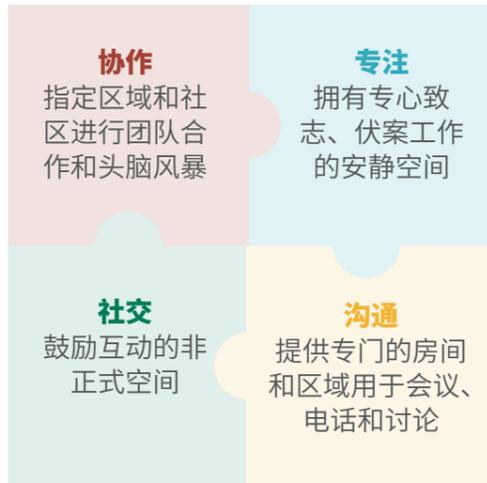 协作
指定区域和社
区进行团队合
作和头脑风暴
专注
拥有专心致
志、伏案工作
的安静空间
社交
鼓励互动的非
正式空间
沟通
提供专门的房间
和区域用于会议、
电话和讨论